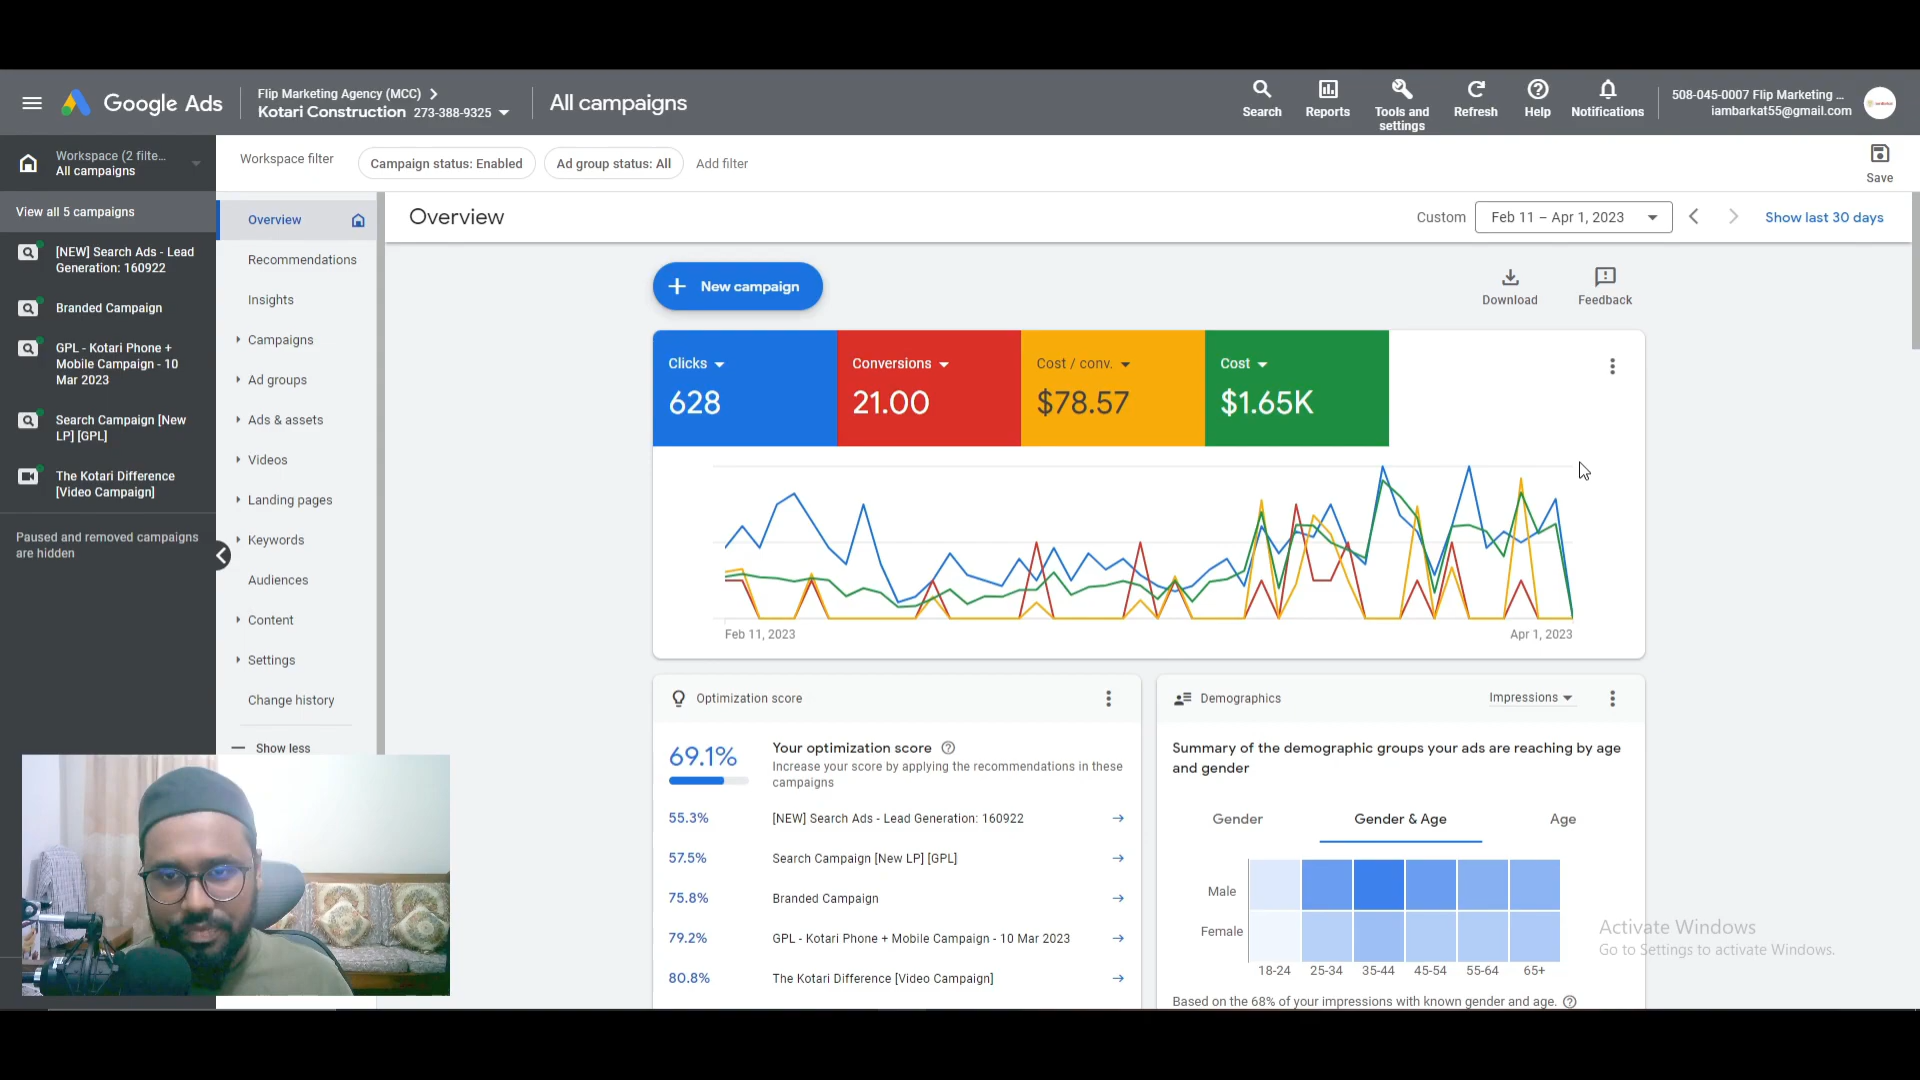 Google Ads
Flip Marketing Agency (MCC)
Kotari Construction 273-388-9325
All campaigns
Search
Reports
Tools and
settings
Refresh
Help
Notifications
508-045-0007 Flip Marketing ...
iambarkat55@gmail.com
Workspace (2 filte...
All campaigns
Workspace filter
Campaign status: Enabled
Ad group status: All
Add filter
Save
View all 5 campaigns
[NEW] Search Ads - Lead
Generation: 160922
Branded Campaign
GPL - Kotari Phone +
Mobile Campaign - 10
Mar 2023
Search Campaign [New
LP] [GPL]
The Kotari Difference
[Video Campaign]
Paused and removed campaigns
are hidden
Overview
Recommendations
Insights
Campaigns
Ad groups
Ads & assets
Videos
Landing pages
Keywords
Audiences
Content
Settings
Change history
Show less
Overview
Custom
Feb 11 – Apr 1, 2023
Show last 30 days
New campaign
Download
Feedback
Clicks
628
Conversions
21.00
Cost / conv.
$78.57
Cost
$1.65K
Feb 11, 2023
Apr 1, 2023
Optimization score
69.1%
Your optimization score
Increase your score by applying the recommendations in these
campaigns
55.3% [NEW] Search Ads - Lead Generation: 160922
57.5% Search Campaign [New LP] [GPL]
75.8% Branded Campaign
79.2% GPL - Kotari Phone + Mobile Campaign - 10 Mar 2023
80.8% The Kotari Difference [Video Campaign]
Demographics
Impressions
Summary of the demographic groups your ads are reaching by age
and gender
Gender
Gender & Age
Age
Male
Female
18-24 25-34 35-44 45-54 55-64 65+
Based on the 68% of your impressions with known gender and age.
Activate Windows
Go to Settings to activate Windows.